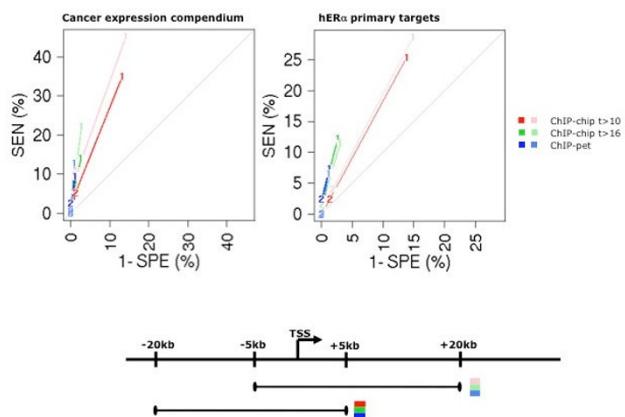 Cancer expression compendium
hERα primary targets
SEN (%)
40
30
20
10
0
1
1
1
1
2
2
0
10
20
30
40
1- SPE (%)
SEN (%)
25
20
15
10
5
0
1
1
1
1
2
2
0
5
10
15
20
25
1- SPE (%)
ChIP-chip t>10
ChIP-chip t>16
ChIP-pet
TSS
-20kb
-5kb
+5kb
+20kb